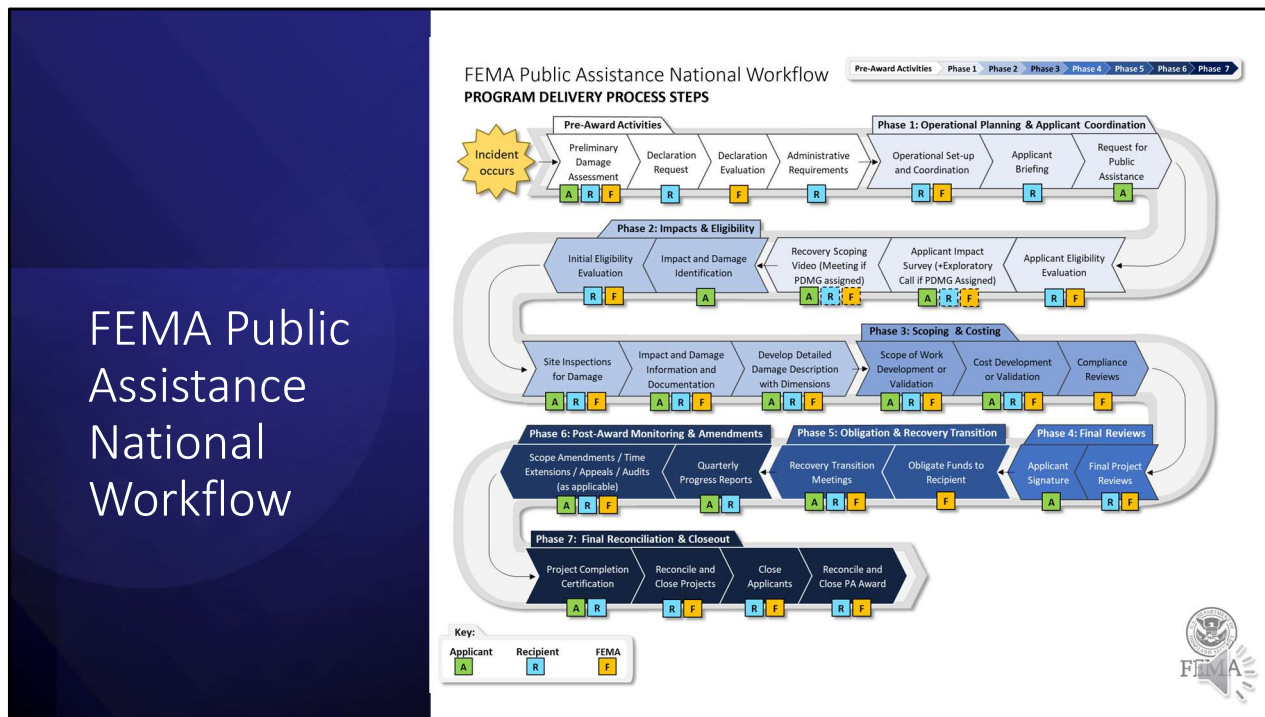 FEMA Public
Assistance
National
Workflow
FEMA Public Assistance National Workflow
PROGRAM DELIVERY PROCESS STEPS
Pre-Award Activities Phase 1 Phase 2 Phase 3 Phase 4 Phase 5 Phase 6 Phase 7
Incident
occurs
Pre-Award Activities
Preliminary
Damage
Assessment
A R F
Declaration
Request
R
Declaration
Evaluation
F
Administrative
Requirements
R
Phase 1: Operational Planning & Applicant Coordination
Operational Set-up
and Coordination
R F
Applicant
Briefing
R
Request for
Public
Assistance
A
Applicant Eligibility
Evaluation
R F
Applicant Impact
Survey (+Exploratory
Call if PDMG Assigned)
A R F
Recovery Scoping
Video (Meeting if
PDMG assigned)
A R F
Phase 2: Impacts & Eligibility
Impact and Damage
Identification
A
Initial Eligibility
Evaluation
R F
Site Inspections
for Damage
A R F
Impact and Damage
Information and
Documentation
A R F
Develop Detailed
Damage Description
with Dimensions
A R F
Phase 3: Scoping & Costing
Scope of Work
Development or
Validation
A R F
Cost Development
or Validation
A R F
Compliance
Reviews
F
Phase 4: Final Reviews
Final Project
Reviews
R F
Applicant
Signature
A
Phase 5: Obligation & Recovery Transition
Obligate Funds to
Recipient
F
Recovery Transition
Meetings
A R F
Phase 6: Post-Award Monitoring & Amendments
Quarterly
Progress Reports
A R
Scope Amendments / Time
Extensions / Appeals / Audits
(as applicable)
A R F
Phase 7: Final Reconciliation & Closeout
Project Completion
Certification
A R
Reconcile and
Close Projects
R F
Close
Applicants
R F
Reconcile and
Close PA Award
R F
Key:
Applicant
A
Recipient
R
FEMA
F
FEMA